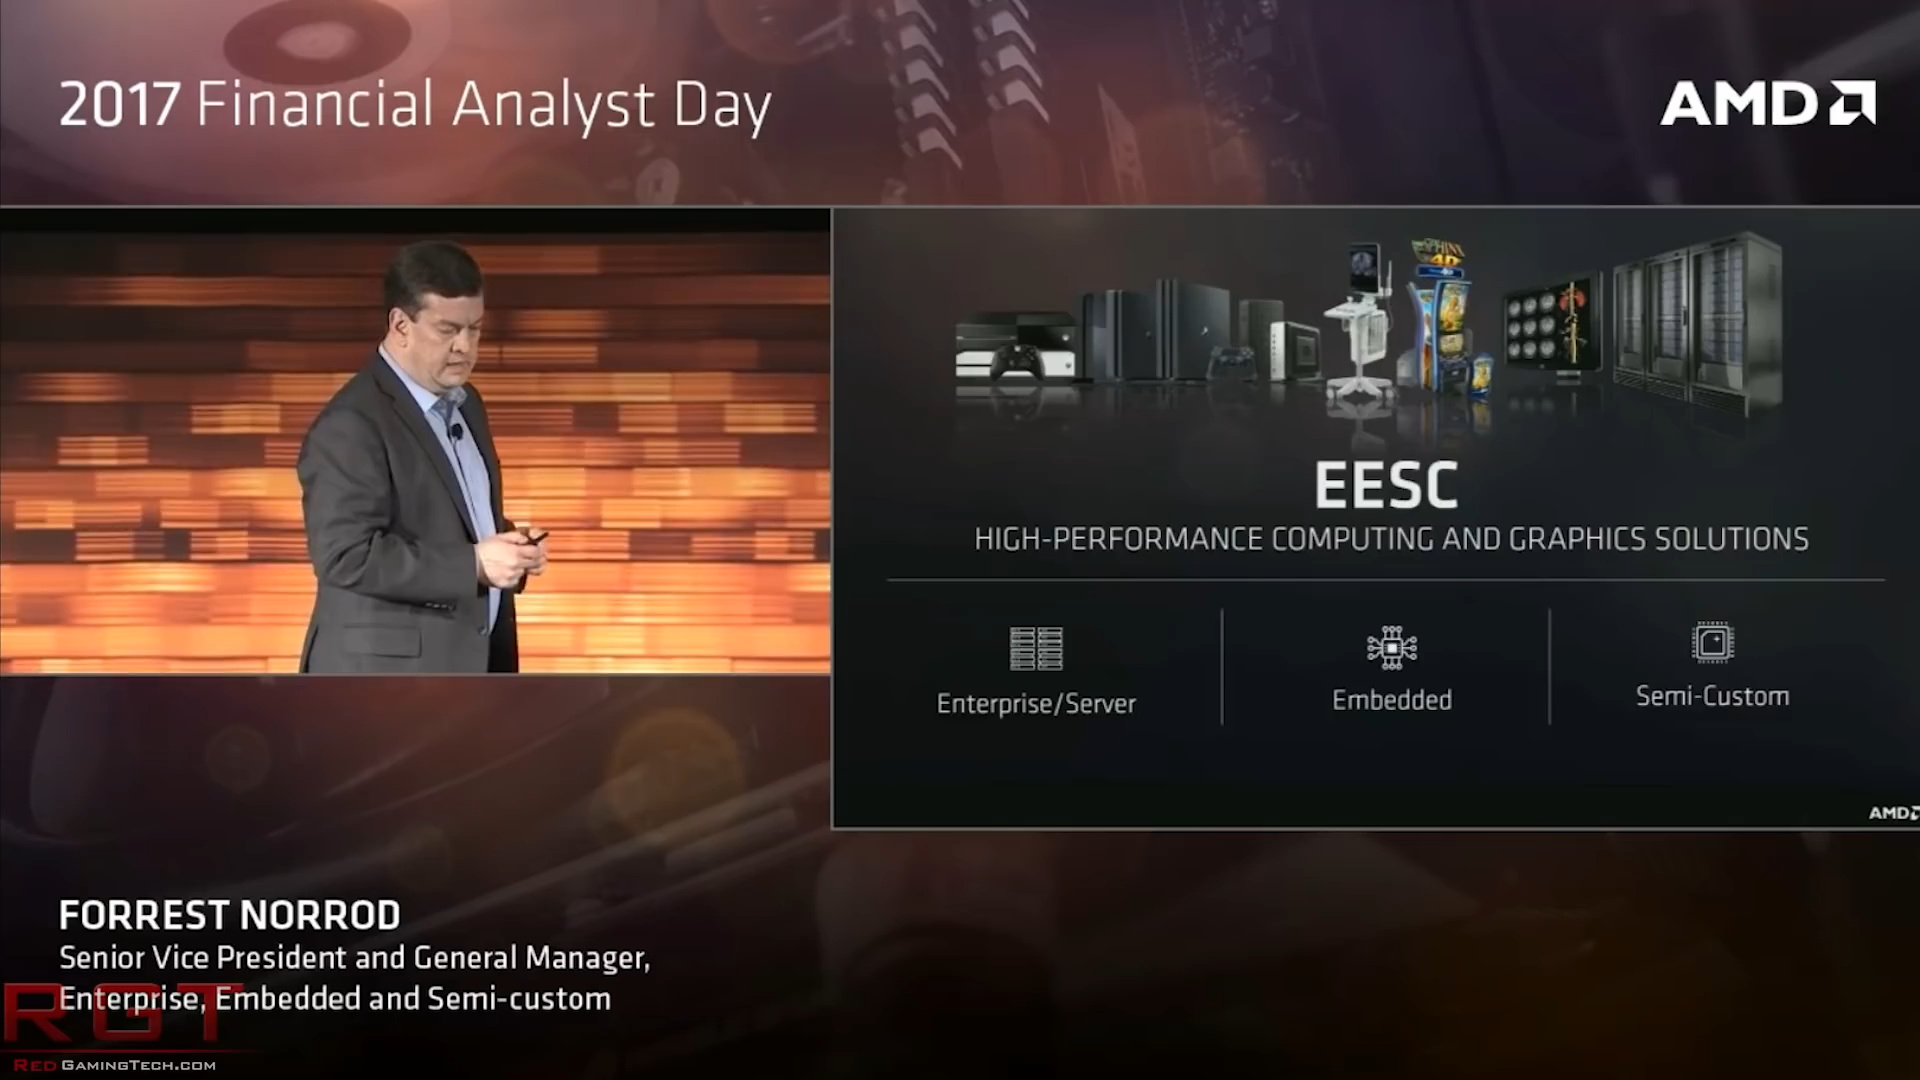 2017 Financial Analyst Day
AMD
4D
EESC
HIGH-PERFORMANCE COMPUTING AND GRAPHICS SOLUTIONS
Enterprise/Server
Embedded
Semi-Custom
AMD
FORREST NORROD
Senior Vice President and General Manager,
Enterprise, Embedded and Semi-custom
RGT
REDGAMINGTECH.COM